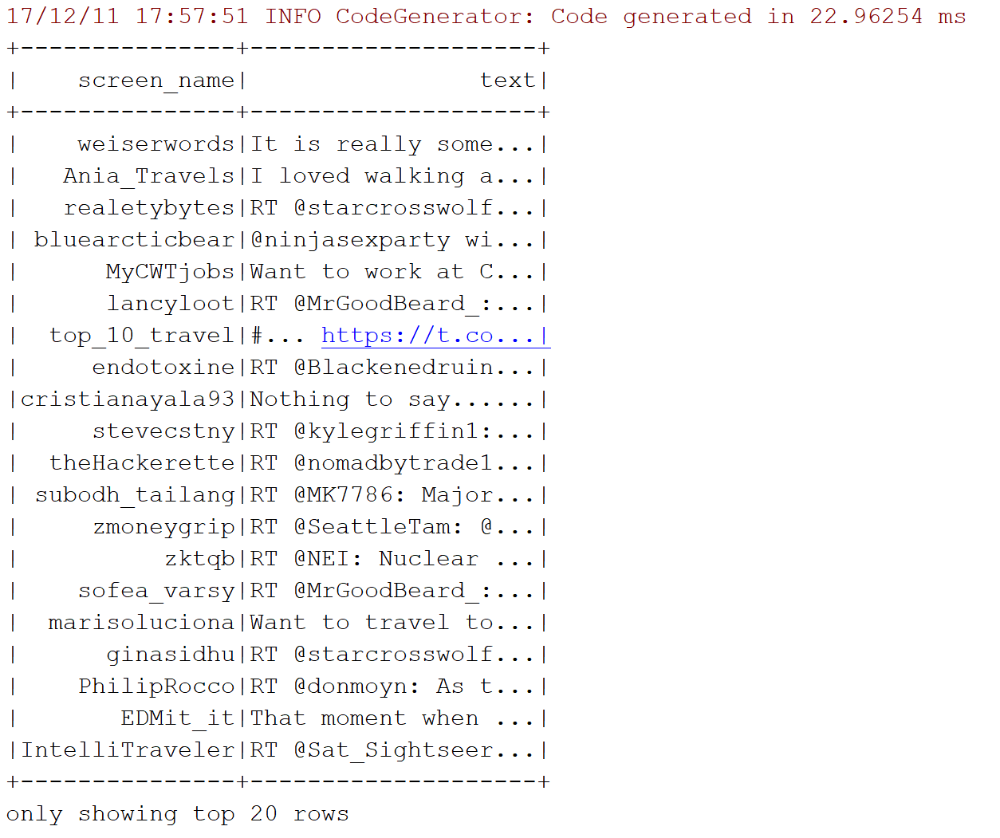 17/12/11 17:57:51 INFO CodeGenerator: Code generated in 22.96254 ms
+---------------+--------------------+
|    screen_name|                text|
+---------------+--------------------+
|    weiserwords|It is really some...|
|   Ania_Travels|I loved walking a...|
|   realetybytes|RT @starcrosswolf...|
| bluearcticbear|@ninjasexparty wi...|
|      MyCWTjobs|Want to work at C...|
|      lancyloot|RT @MrGoodBeard_:...|
|  top_10_travel|#... https://t.co...|
|     endotoxine|RT @Blackenedruin...|
|cristianayala93|Nothing to say......|
|     stevecstny|RT @kylegriffin1:...|
|  theHackerette|RT @nomadbytrade1...|
| subodh_tailang|RT @MK7786: Major...|
|     zmoneygrip|RT @SeattleTam: @...|
|          zktqb|RT @NEI: Nuclear ...|
|    sofea_varsy|RT @MrGoodBeard_:...|
|  marisoluciona|Want to travel to...|
|      ginasidhu|RT @starcrosswolf...|
|    PhilipRocco|RT @donmoyn: As t...|
|       EDMit_it|That moment when ...|
|IntelliTraveler|RT @Sat_Sightseer...|
+---------------+--------------------+
only showing top 20 rows